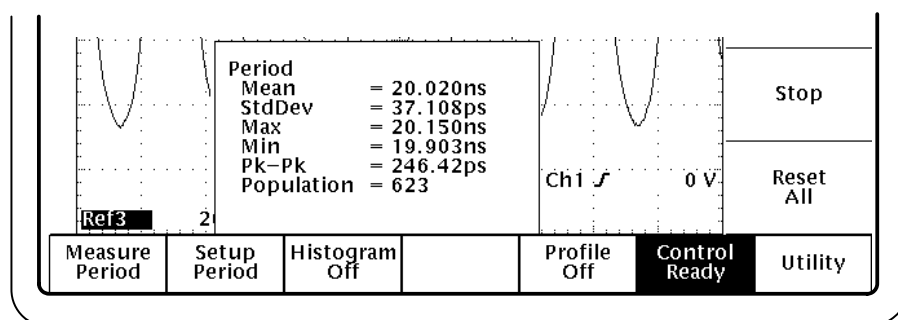 Period
Mean = 20.020ns
StdDev = 37.108ps
Max = 20.150ns
Min = 19.903ns
Pk-Pk = 246.42ps
Population = 623
Stop
Ch1 0 V
Reset
All
Ref3 2
Measure
Period
Setup
Period
Histogram
Off
Profile
Off
Control
Ready
Utility